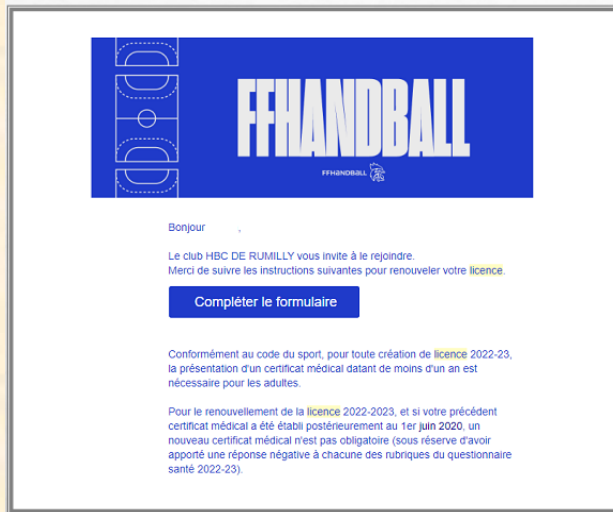 FFHANDBALL
FFHANDBALL
Bonjour ,
Le club HBC DE RUMILLY vous invite à le rejoindre.
Merci de suivre les instructions suivantes pour renouveler votre licence.
Compléter le formulaire
Conformément au code du sport, pour toute création de licence 2022-23,
la présentation d'un certificat médical datant de moins d'un an est
nécessaire pour les adultes.
Pour le renouvellement de la licence 2022-2023, et si votre précédent
certificat médical a été établi postérieurement au 1er juin 2020, un
nouveau certificat médical n'est pas obligatoire (sous réserve d'avoir
apporté une réponse négative à chacune des rubriques du questionnaire
santé 2022-23).